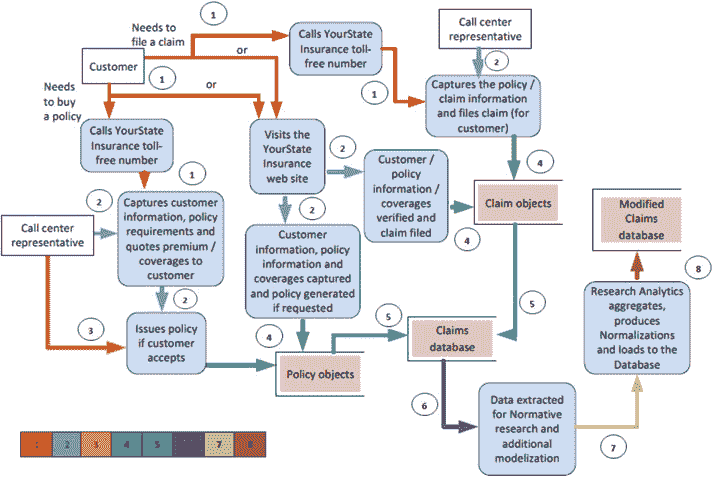 1
Needs to
file a claim
or
Calls YourState
Insurance toll-
free number
Call center
representative
2
Customer
1
Needs
to buy
a policy
or
1
Captures the policy /
claim information
and files claim (for
customer)
Calls YourState
Insurance toll-
free number
Visits the
YourState
Insurance
web site
2
Customer /
policy
information /
coverages verified
and claim filed
4
Claim objects
4
Modified
Claims
database
1
2
Call center
representative
Captures customer
information, policy
requirements and
quotes premium /
coverages to
customer
2
Customer
information, policy
information and
coverages captured
and policy generated
if requested
8
Research Analytics
aggregates,
produces
Normalizations
and loads to the
Database
2
3
Issues policy
if customer
accepts
4
5
5
Claims
database
Policy objects
6
Data extracted
for Normative
research and
additional
modelization
7
1 2 3 4 5 7 8